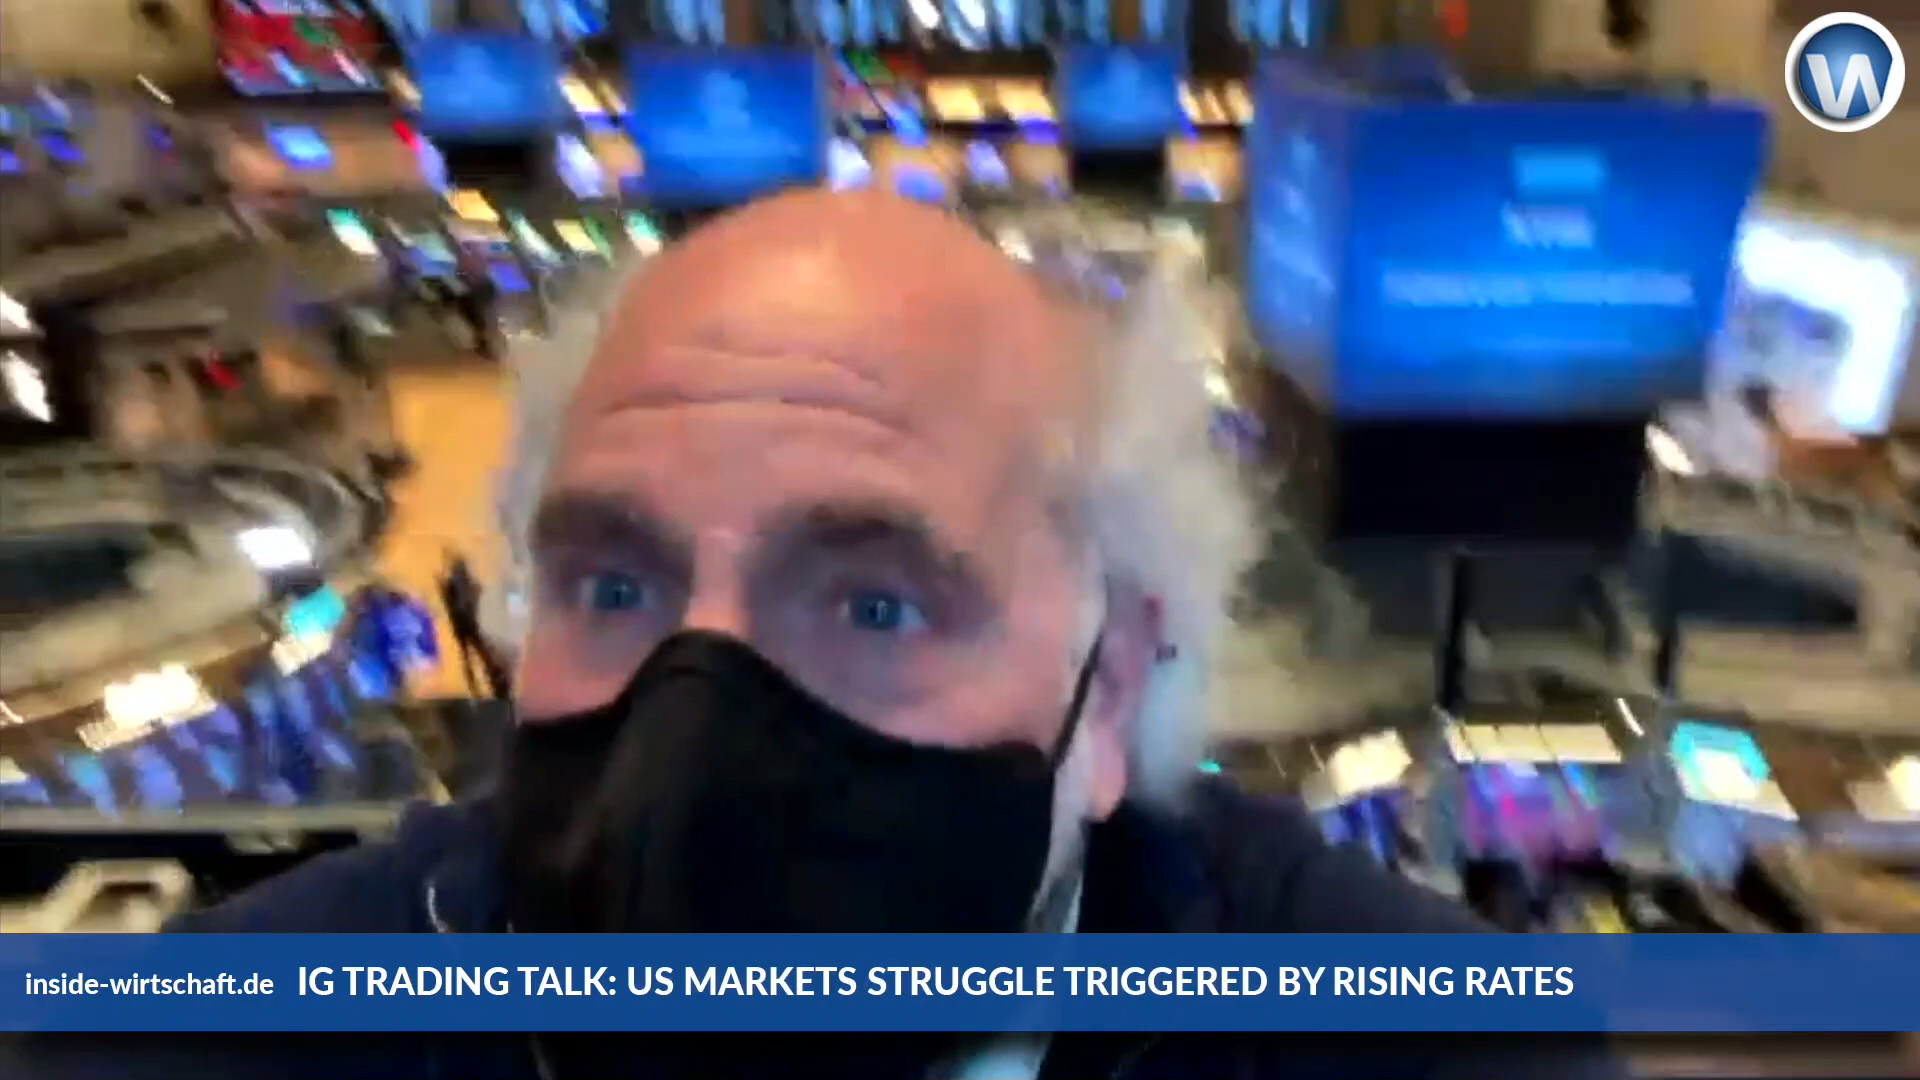 W
inside-wirtschaft.de IG TRADING TALK: US MARKETS STRUGGLE TRIGGERED BY RISING RATES